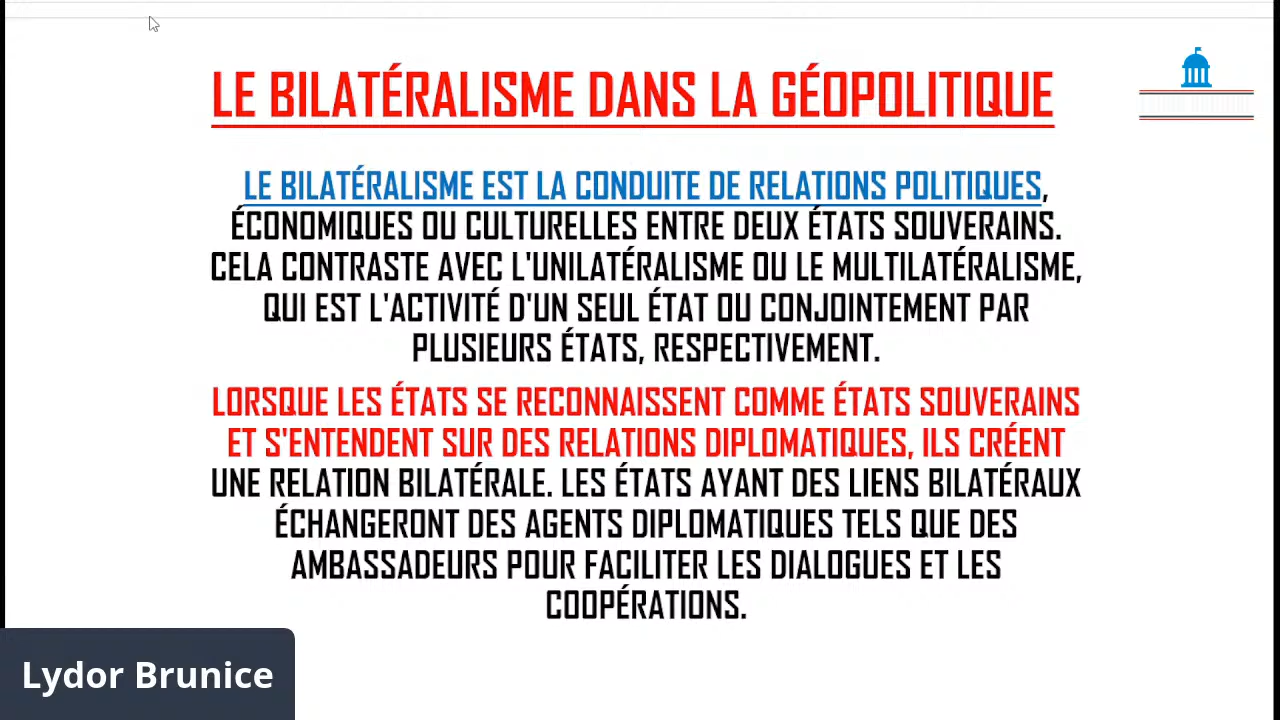 LE BILATÉRALISME DANS LA GÉOPOLITIQUE
LE BILATÉRALISME EST LA CONDUITE DE RELATIONS POLITIQUES,
ÉCONOMIQUES OU CULTURELLES ENTRE DEUX ÉTATS SOUVERAINS.
CELA CONTRASTE AVEC L'UNILATÉRALISME OU LE MULTILATÉRALISME,
QUI EST L'ACTIVITÉ D'UN SEUL ÉTAT OU CONJOINTEMENT PAR
PLUSIEURS ÉTATS, RESPECTIVEMENT.
LORSQUE LES ÉTATS SE RECONNAISSENT COMME ÉTATS SOUVERAINS
ET S'ENTENDENT SUR DES RELATIONS DIPLOMATIQUES, ILS CRÉENT
UNE RELATION BILATÉRALE. LES ÉTATS AYANT DES LIENS BILATÉRAUX
ÉCHANGERONT DES AGENTS DIPLOMATIQUES TELS QUE DES
AMBASSADEURS POUR FACILITER LES DIALOGUES ET LES
COOPÉRATIONS.
Lydor Brunice